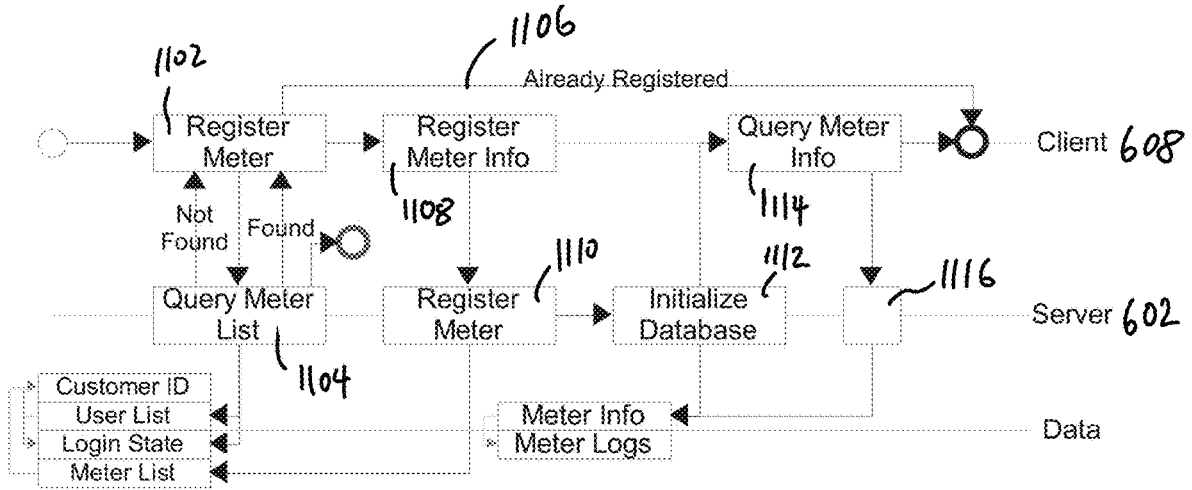 1106
1102
Already Registered
Register
Meter
Register
Meter Info
Query Meter
Info
Client 608
1108
1114
Not
Found
Found
1110
1112
1116
Query Meter
List
Register
Meter
Initialize
Database
Server 602
1104
Customer ID
User List
Login State
Meter List
Meter Info
Meter Logs
Data